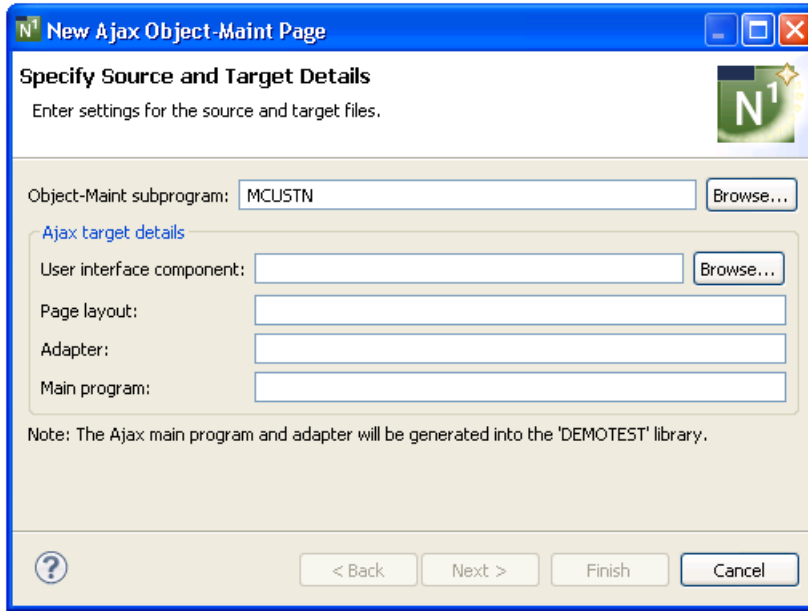 N1 New Ajax Object-Maint Page
Specify Source and Target Details
Enter settings for the source and target files.
N1
Object-Maint subprogram: MCUSTN Browse...
Ajax target details
User interface component: Browse...
Page layout:
Adapter:
Main program:
Note: The Ajax main program and adapter will be generated into the 'DEMOTEST' library.
? < Back Next > Finish Cancel